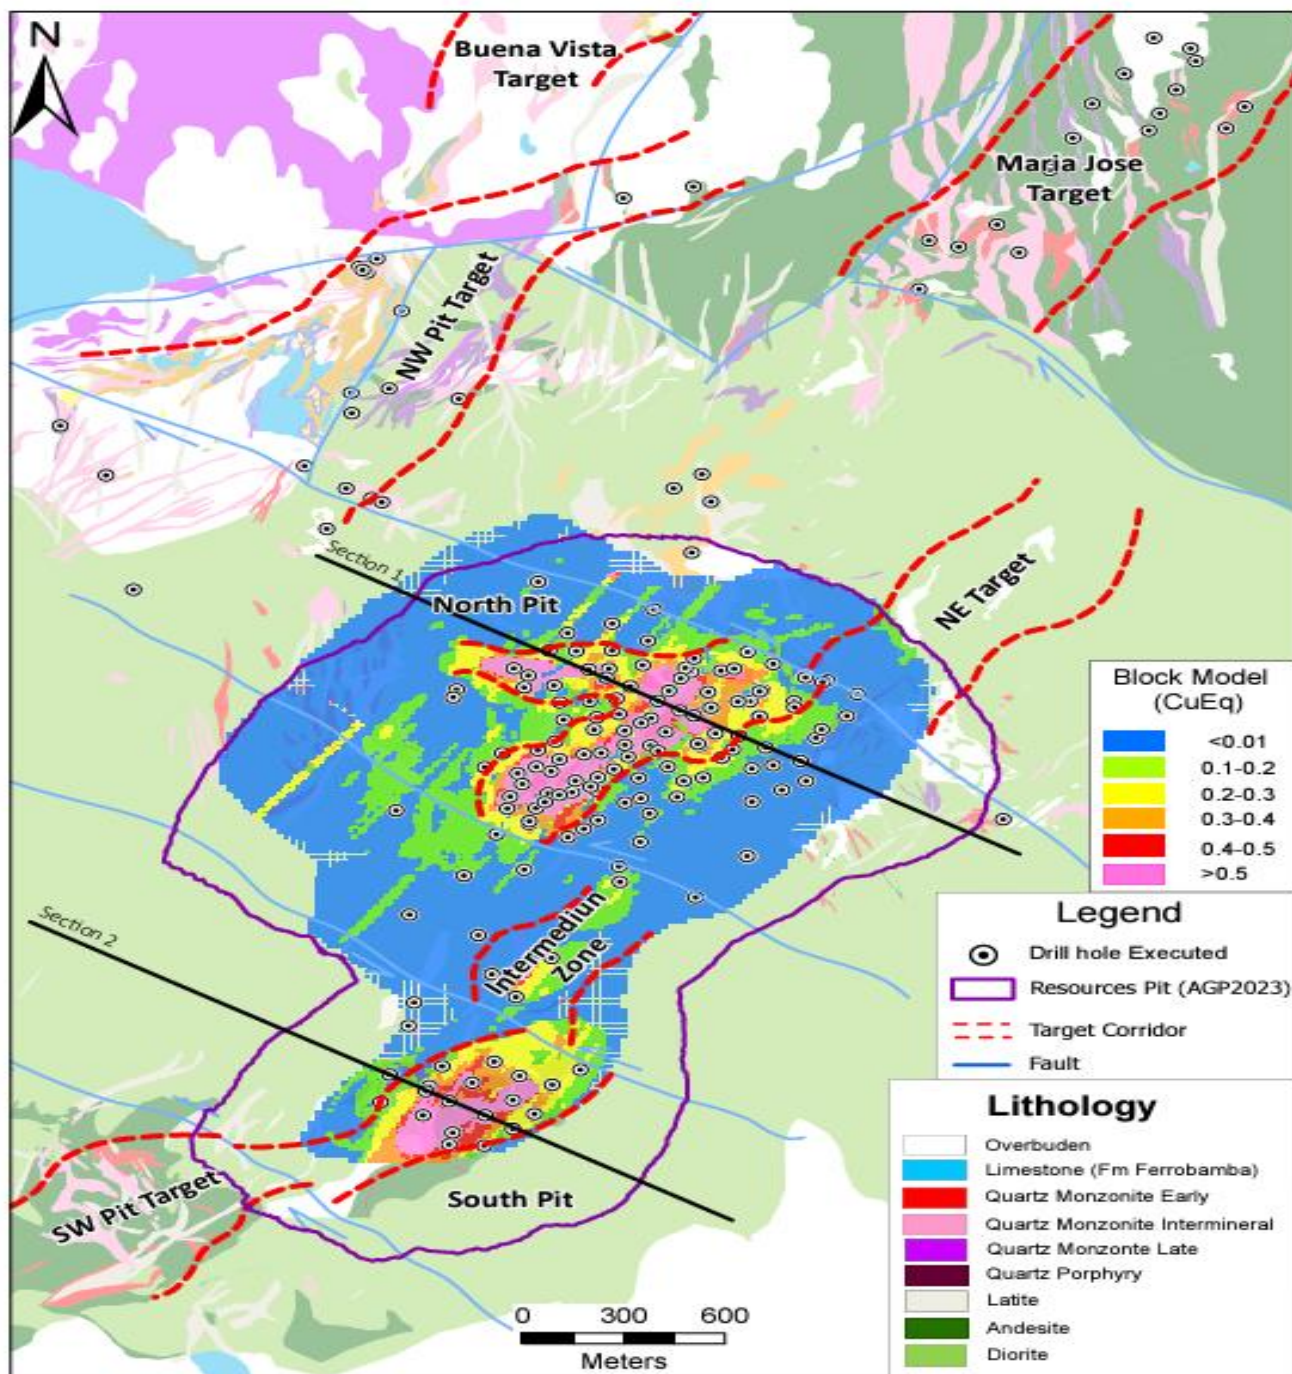 N
Buena Vista
Target
Maria Jose
Target
NW Pit Target
Section 1
North Pit
NE Target
Block Model
(CuEq)
<0.01
0.1-0.2
0.2-0.3
0.3-0.4
0.4-0.5
>0.5
Section 2
Intermediun
Zone
Legend
Drill hole Executed
Resources Pit (AGP2023)
Target Corridor
Fault
SW Pit Target
South Pit
Lithology
Overbuden
Limestone (Fm Ferrobamba)
Quartz Monzonite Early
Quartz Monzonite Intermineral
Quartz Monzonte Late
Quartz Porphyry
Latite
Andesite
Diorite
0 300 600
Meters